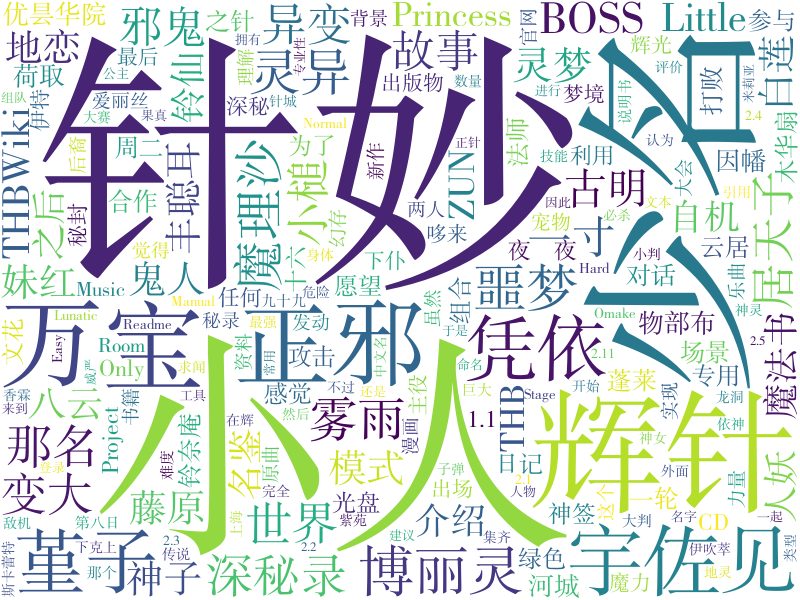 优昙华院
邪鬼
之针
异变
背景
Princess
官网
BOSS
Little
参与
地恋
最后
拥有
灵异
故事
辉光
评价
荷取
铃仙
理解
专业性
出版物
灵梦
数量
说明书
打败
白莲
组队
爱丽丝
公主
深秘
针城
梦境
进行
米莉亚
2.4
伊特
大赛
果真
Normal
正针
认为
THBWiki
后裔
针妙
名
周二
为了
新作
法师
技能
利用
因幡
木华扇
之后
丰聪耳
魔理沙
小槌
ZUN
大会
引用
秘封
合作
两人
因此
文本
必杀
古明
居天子
幻存
宠物
自机
妹红
鬼人
十六
下仆
哆来
夜
一夜
一寸
云居
Music
任何
九十九
愿望
身体
小判
对话
乐曲
文花
Lunatic
Manual
危险
虽然
组合
Hard
神灵
万宝
正邪
噩梦
凭依
物部布
Omake
Readme
秘录
最强
发动
2.11
2.5
魔法书
Easy
Room
资料
攻击
于是
命名
场景
香霖
威严
Only
求闻
常用
中文名
主役
巨大
Stage
蓬莱
专用
来到
八云
书籍
工具
感觉
不过
还是
THB
1.1
开始
实现
龙洞
那名
Project
铃奈庵
小人
雾雨
漫画
辉针
人妖
名鉴
在辉
然后
依神
登录
原曲
变大
难度
藤原
模式
出场
子弹
日记
神女
外面
力量
2.1
人物
一轮
这个
完全
光盘
敌机
第八日
上海
紫苑
神签
大判
名字
一起
堇子
世界
介绍
建议
集齐
CD
伊吹萃
斯卡蕾特
下克上
2.3
传说
绿色
宇佐见
类型
那个
神子
深秘录
2.2
博丽灵
河城
魔力
地灵